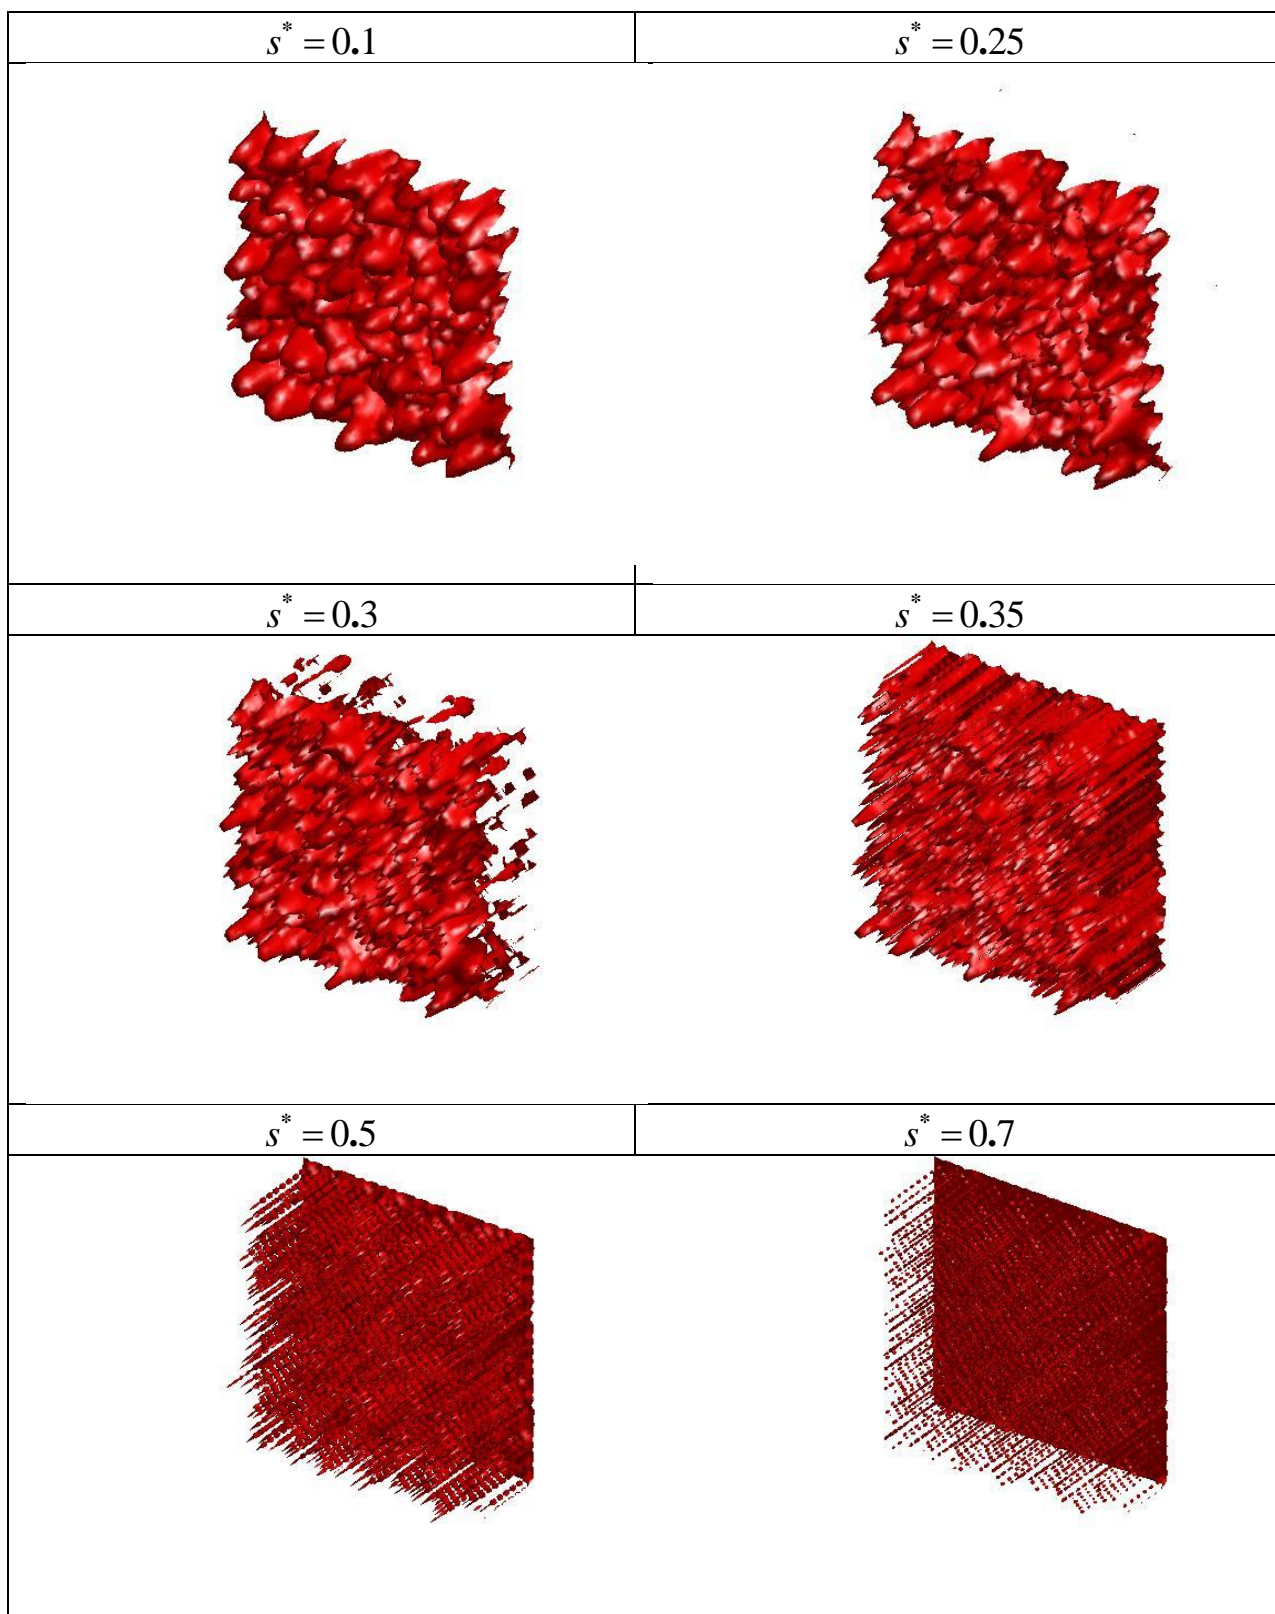 s* = 0.1
s* = 0.25
s* = 0.3
s* = 0.35
s* = 0.5
s* = 0.7